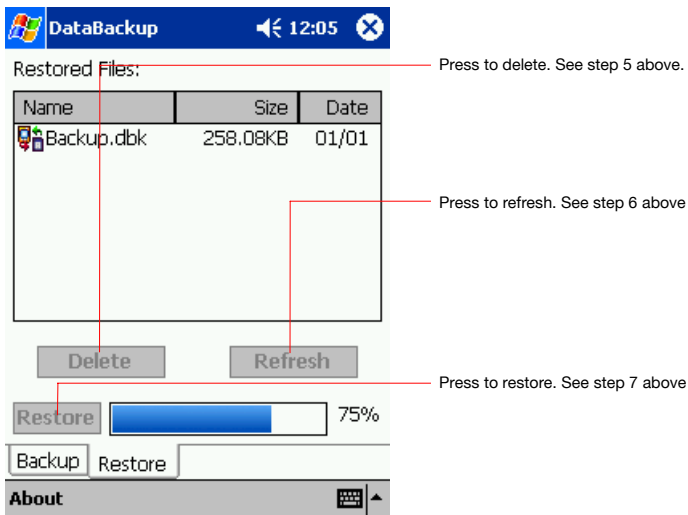 DataBackup 12:05
Restored Files:
Press to delete. See step 5 above.
Name Size Date
Backup.dbk 258.08KB 01/01
Press to refresh. See step 6 above
Delete Refresh
Press to restore. See step 7 above
Restore 75%
Backup Restore
About